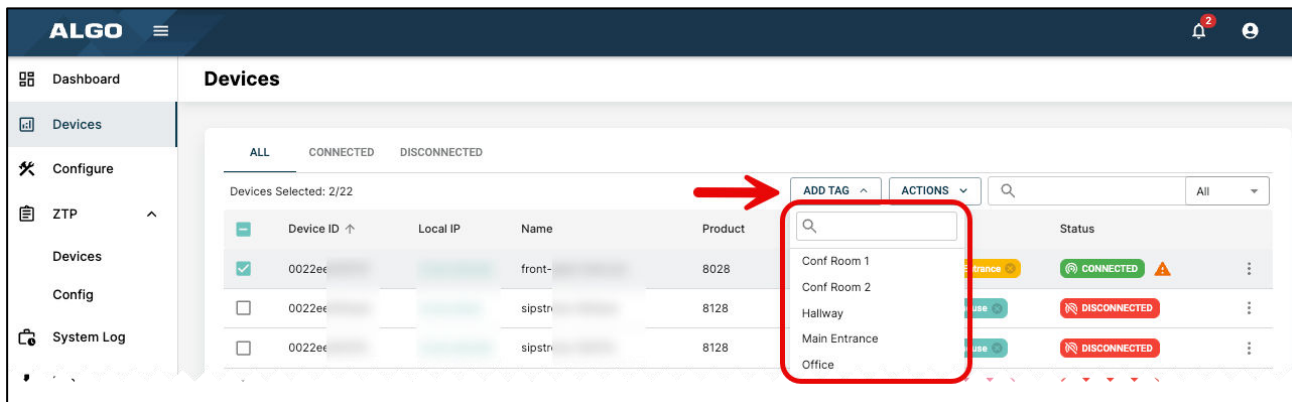 ALGO
2
Dashboard
Devices
Devices
Configure
ALL CONNECTED DISCONNECTED
Devices Selected: 2/22 ADD TAG ACTIONS All
ZTP
Device ID ↑ Local IP Name Product Status
Devices
0022ee front- 8028 Conf Room 1 CONNECTED
Conf Room 2
Config
0022ee 8128 Hallway DISCONNECTED
System Log
Main Entrance
0022ee 8128 DISCONNECTED
Office